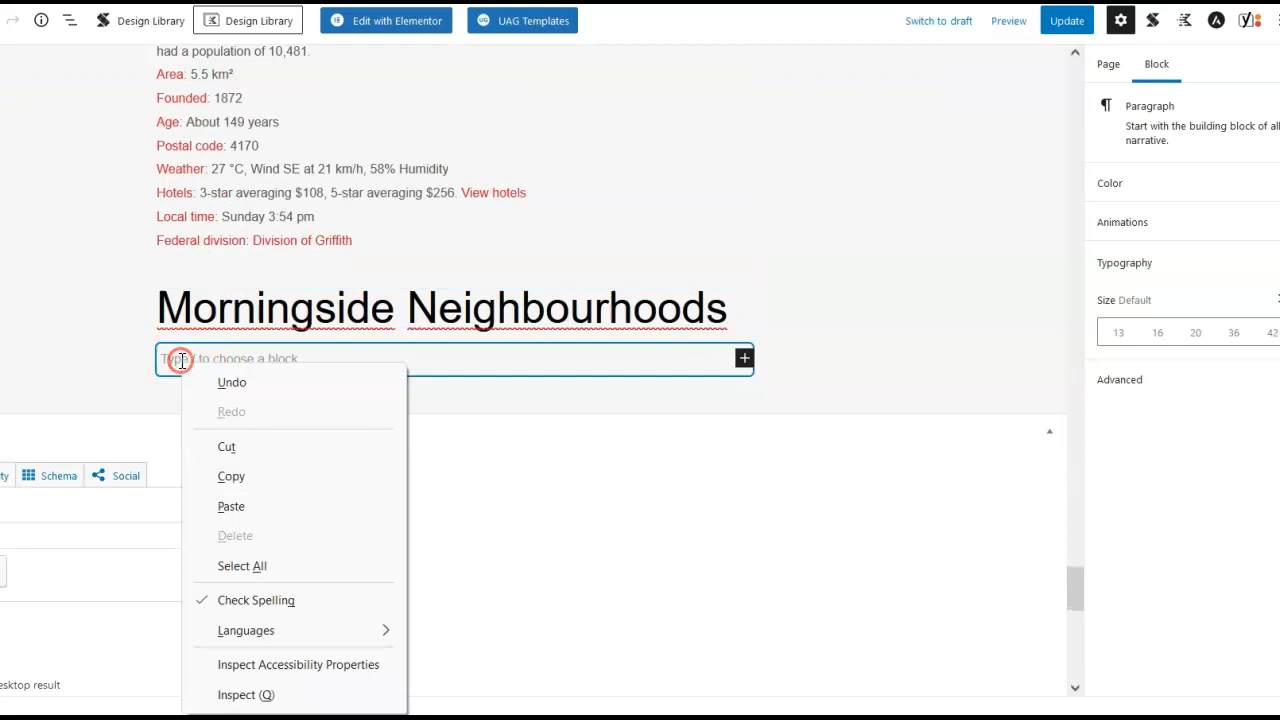 Design Library
Design Library
Edit with Elementor
UAG Templates
Switch to draft
Preview
Update
had a population of 10,481.
Area: 5.5 km²
Founded: 1872
Age: About 149 years
Postal code: 4170
Weather: 27 °C, Wind SE at 21 km/h, 58% Humidity
Hotels: 3-star averaging $108, 5-star averaging $256. View hotels
Local time: Sunday 3:54 pm
Federal division: Division of Griffith
Morningside Neighbourhoods
Type / to choose a block
Undo
Redo
Cut
Copy
Paste
Delete
Select All
Check Spelling
Languages
Inspect Accessibility Properties
Inspect (Q)
ty
Schema
Social
esktop result
Page
Block
Paragraph
Start with the building block of all
narrative.
Color
Animations
Typography
Size Default
13 16 20 36 42
Advanced